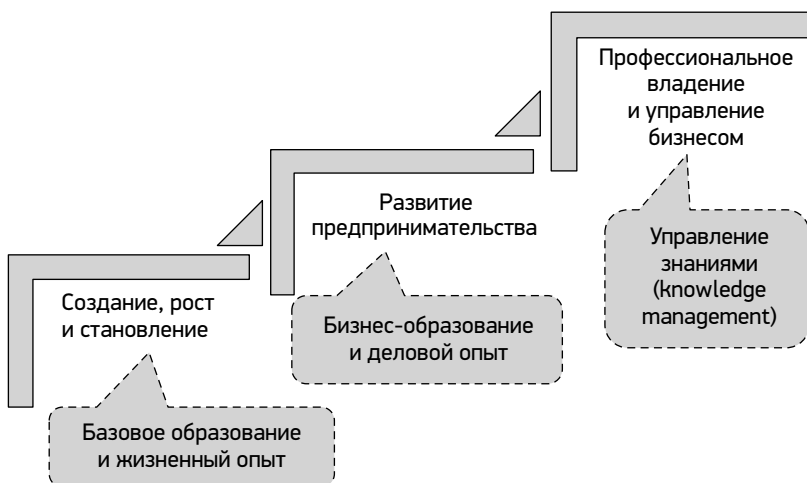 Профессиональное
владение
и управление
бизнесом
Развитие
предпринимательства
Управление
знаниями
(knowledge
management)
Создание, рост
и становление
Бизнес-образование
и деловой опыт
Базовое образование
и жизненный опыт